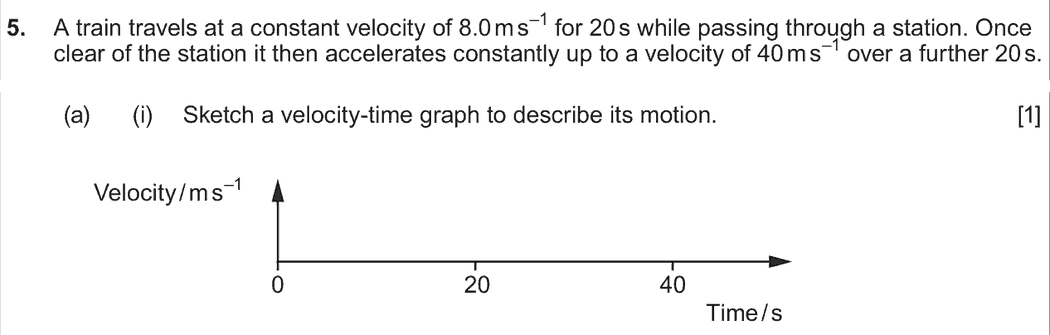 5. A train travels at a constant velocity of 8.0 m s⁻¹ for 20 s while passing through a station. Once
clear of the station it then accelerates constantly up to a velocity of 40 m s⁻¹ over a further 20 s.
(a) (i) Sketch a velocity-time graph to describe its motion. [1]
Velocity / m s⁻¹
0 20 40
Time / s